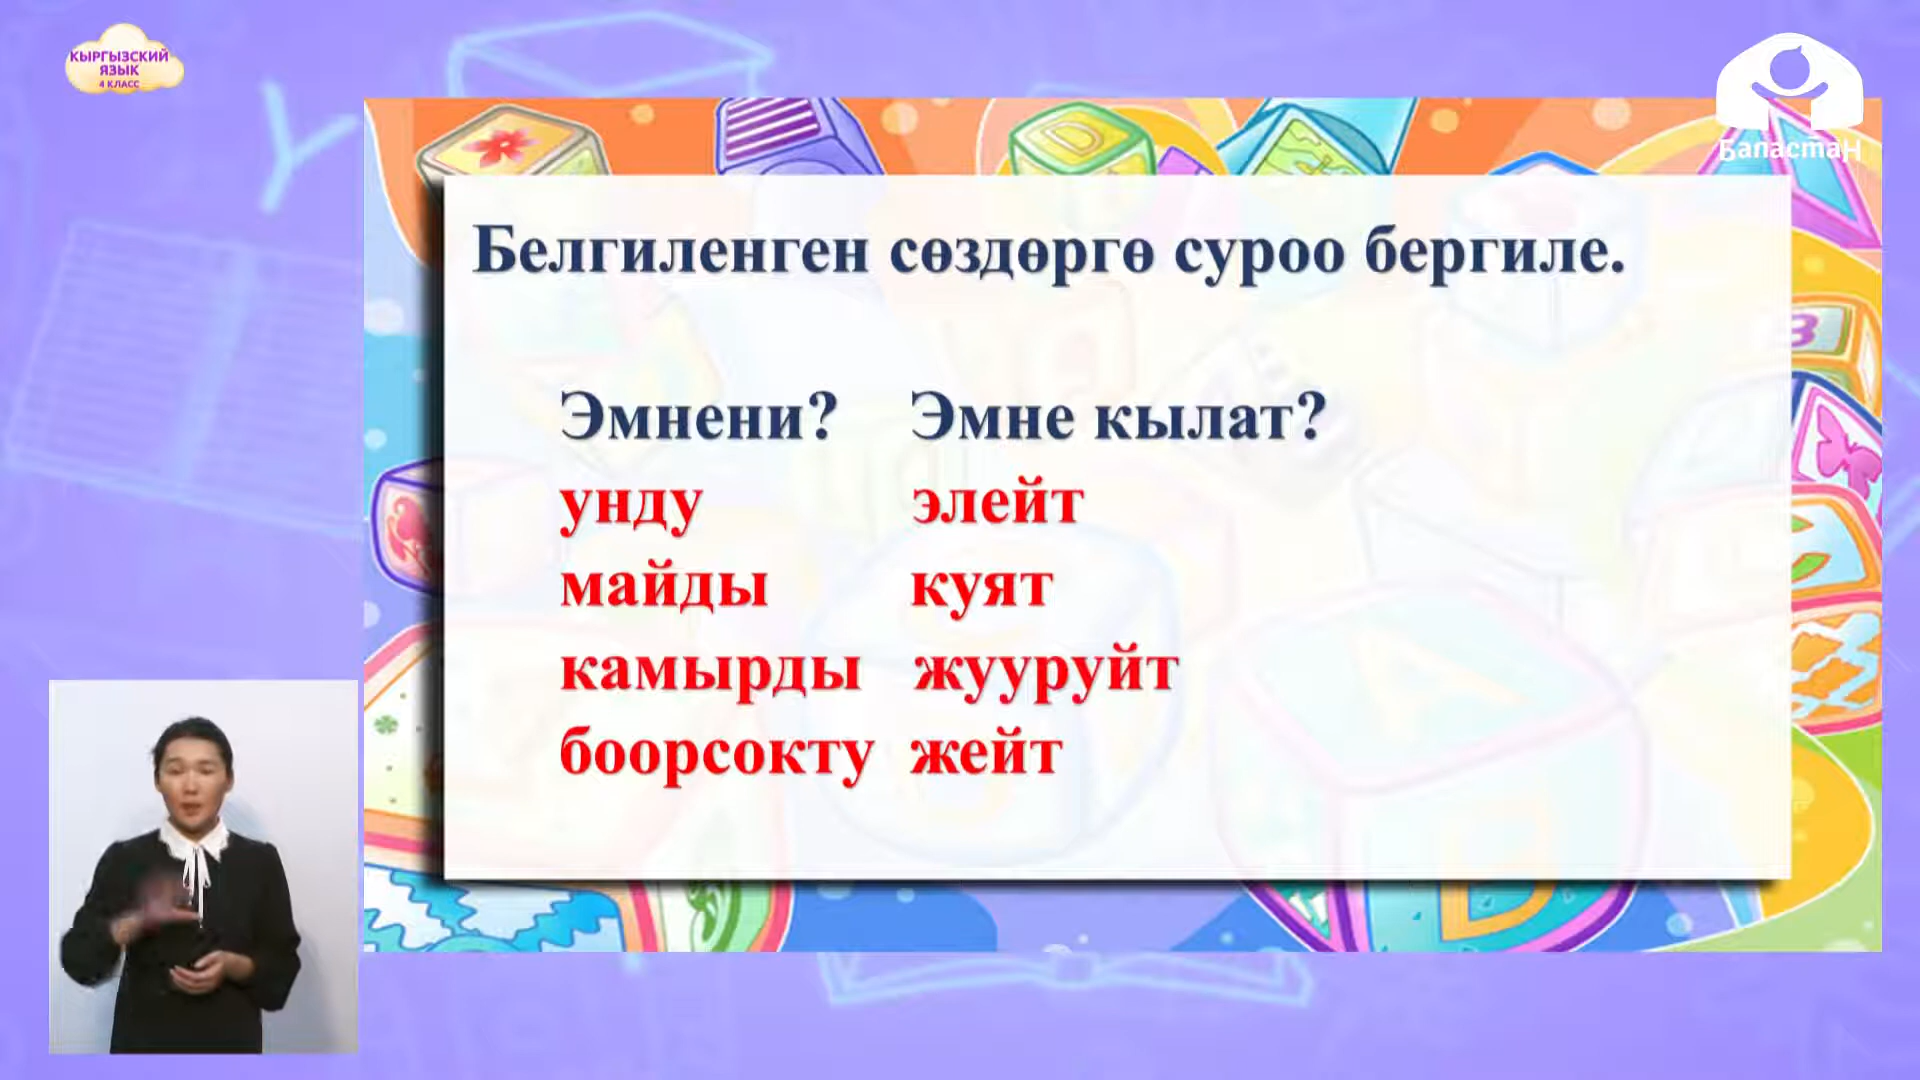 КЫРГЫЗСКИЙ
ЯЗЫК
4 КЛАСС
Баластан
Белгиленген сөздөргө суроо бергиле.
Эмнени? Эмне кылат?
унду элейт
майды куят
камырды жууруйт
боорсокту жейт